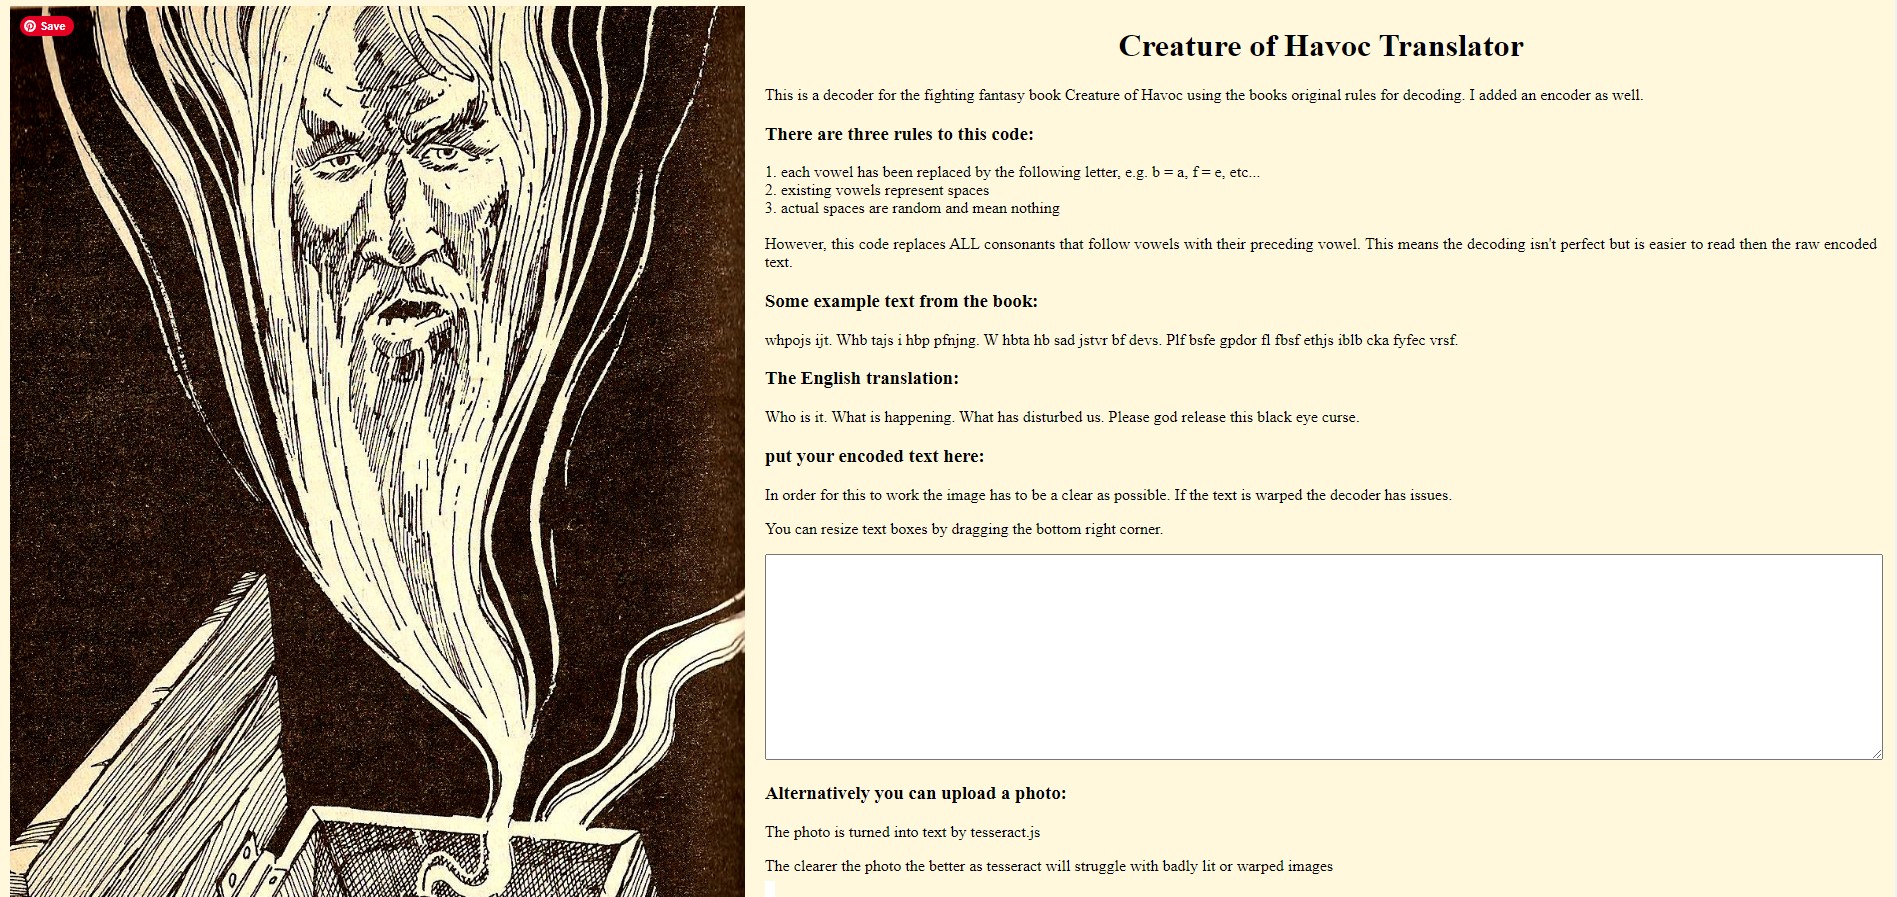 Save
Creature of Havoc Translator
This is a decoder for the fighting fantasy book Creature of Havoc using the books original rules for decoding. I added an encoder as well.
There are three rules to this code:
1. each vowel has been replaced by the following letter, e.g. b = a, f = e, etc...
2. existing vowels represent spaces
3. actual spaces are random and mean nothing
However, this code replaces ALL consonants that follow vowels with their preceding vowel. This means the decoding isn't perfect but is easier to read then the raw encoded
text.
Some example text from the book:
whpojs ijt. Whb tajs i hbp pfnjng. W hbta hb sad jstvr bf devs. Plf bsfe gpdor fl fbsf ethjs iblb cka fyfec vrsf.
The English translation:
Who is it. What is happening. What has disturbed us. Please god release this black eye curse.
put your encoded text here:
In order for this to work the image has to be a clear as possible. If the text is warped the decoder has issues.
You can resize text boxes by dragging the bottom right corner.
Alternatively you can upload a photo:
The photo is turned into text by tesseract.js
The clearer the photo the better as tesseract will struggle with badly lit or warped images